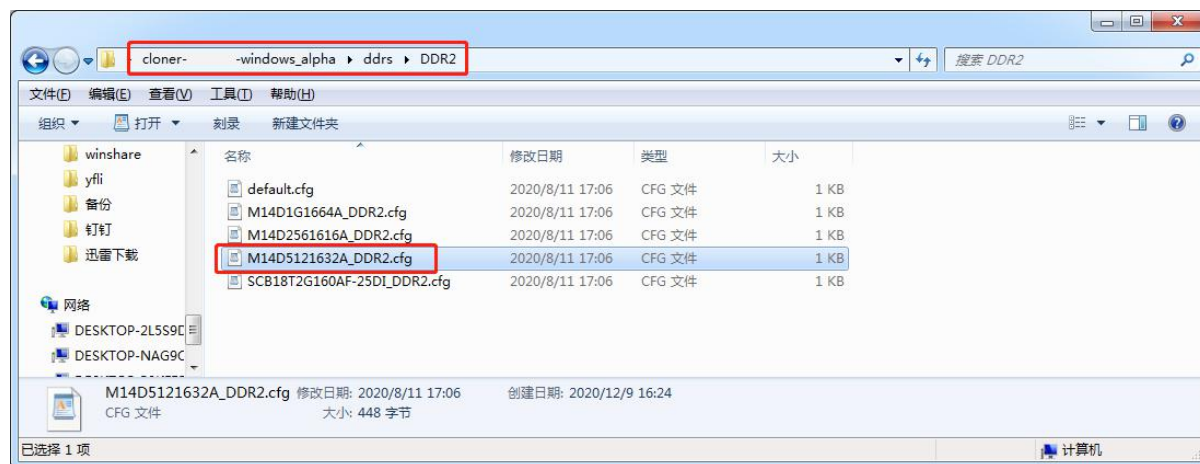 cloner- -windows_alpha ▸ ddrs ▸ DDR2
搜索 DDR2
文件(F) 编辑(E) 查看(V) 工具(T) 帮助(H)
组织 打开 刻录 新建文件夹
winshare
yfli
备份
钉钉
迅雷下载
网络
DESKTOP-2L5S9D
DESKTOP-NAG9C
名称 修改日期 类型 大小
default.cfg 2020/8/11 17:06 CFG 文件 1 KB
M14D1G1664A_DDR2.cfg 2020/8/11 17:06 CFG 文件 1 KB
M14D2561616A_DDR2.cfg 2020/8/11 17:06 CFG 文件 1 KB
M14D5121632A_DDR2.cfg 2020/8/11 17:06 CFG 文件 1 KB
SCB18T2G160AF-25DI_DDR2.cfg 2020/8/11 17:06 CFG 文件 1 KB
M14D5121632A_DDR2.cfg 修改日期: 2020/8/11 17:06 创建日期: 2020/12/9 16:24
CFG 文件 大小: 448 字节
已选择 1 项 计算机